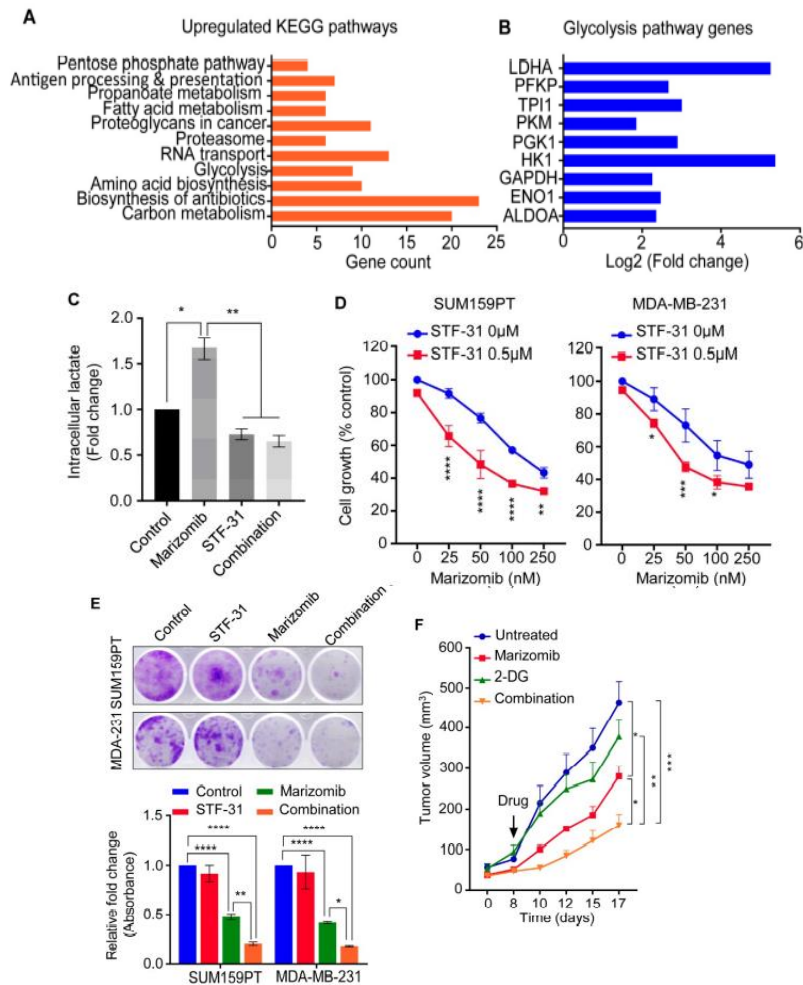 A
Upregulated KEGG pathways
Pentose phosphate pathway
Antigen processing & presentation
Propanoate metabolism
Fatty acid metabolism
Proteoglycans in cancer
Proteasome
RNA transport
Glycolysis
Amino acid biosynthesis
Biosynthesis of antibiotics
Carbon metabolism
0 5 10 15 20 25
Gene count
B
Glycolysis pathway genes
LDHA
PFKP
TPI1
PKM
PGK1
HK1
GAPDH
ENO1
ALDOA
0 2 4 6
Log2 (Fold change)
C
Intracellular lactate
(Fold change)
2.0
1.5
1.0
0.5
0.0
* **
Control
Marizomib
STF-31
Combination
D
SUM159PT
STF-31 0μM
STF-31 0.5μM
Cell growth (% control)
120
100
80
60
40
20
0
**** **** **** **
0 25 50 100 250
Marizomib (nM)
MDA-MB-231
STF-31 0μM
STF-31 0.5μM
120
100
80
60
40
20
0
* *** *
0 25 50 100 250
Marizomib (nM)
E
Control
STF-31
Marizomib
Combination
SUM159PT
MDA-231
Control
Marizomib
STF-31
Combination
Relative fold change
(Absorbance)
1.5
1.0
0.5
0.0
**** ****
**** ****
** *
SUM159PT MDA-MB-231
F
Untreated
Marizomib
2-DG
Combination
Tumor volume (mm3)
600
500
400
300
200
100
0
Drug
* * ** ***
0 8 10 12 15 17
Time (days)